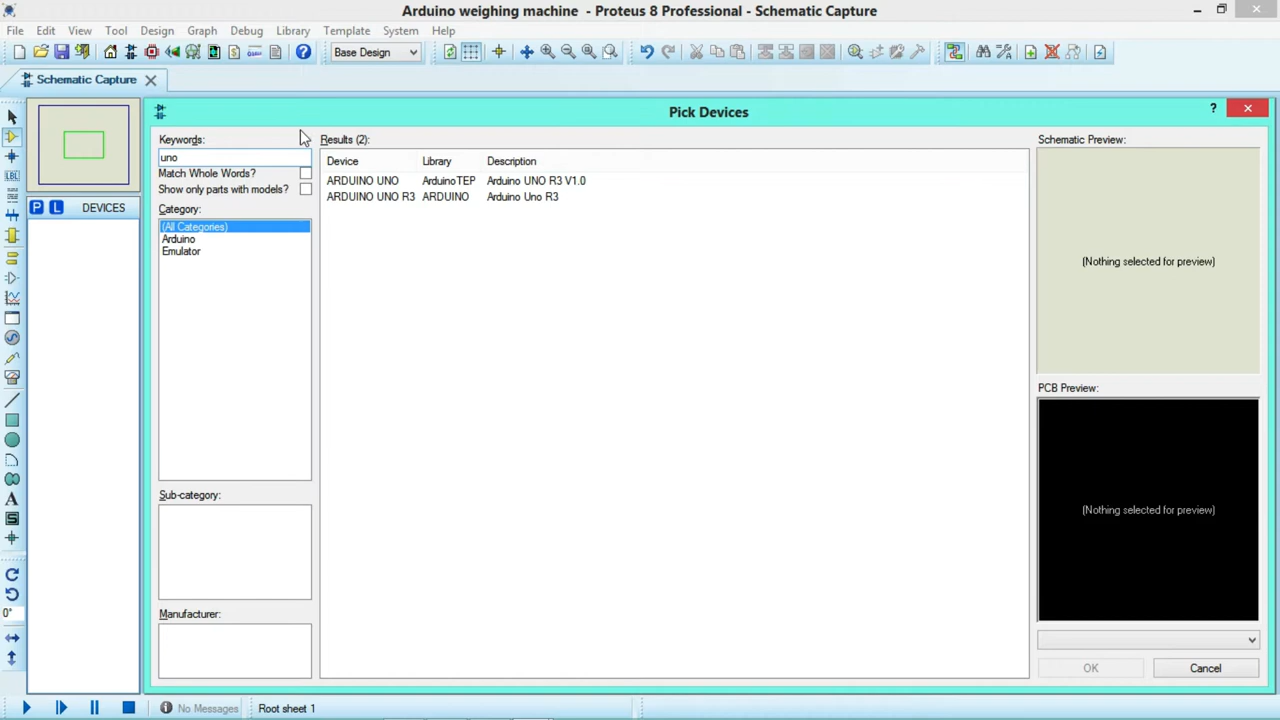 Arduino weighing machine - Proteus 8 Professional - Schematic Capture
File Edit View Tool Design Graph Debug Library Template System Help
Base Design
Schematic Capture
Pick Devices
?
Keywords:
uno
Match Whole Words?
Show only parts with models?
Category:
(All Categories)
Arduino
Emulator
Sub-category:
Manufacturer:
Results (2):
Device Library Description
ARDUINO UNO ArduinoTEP Arduino UNO R3 V1.0
ARDUINO UNO R3 ARDUINO Arduino Uno R3
Schematic Preview:
(Nothing selected for preview)
PCB Preview:
(Nothing selected for preview)
OK Cancel
P L DEVICES
LBL
A
S
0°
No Messages Root sheet 1